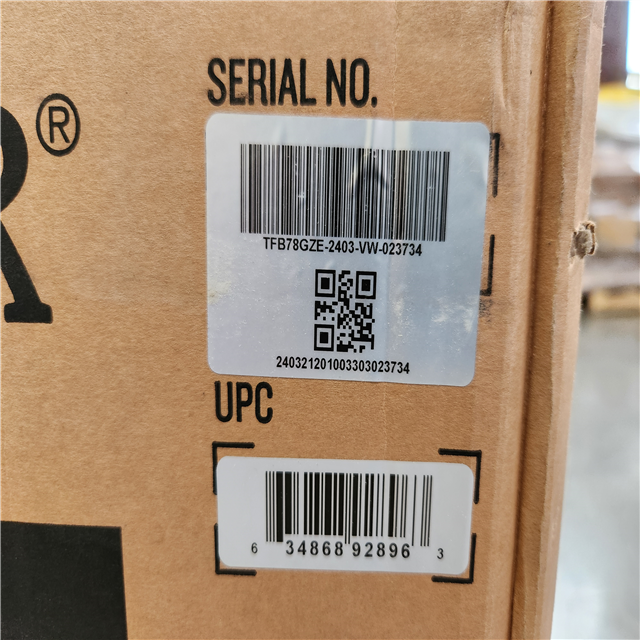 SERIAL NO.
R®
TFB78GZE-2403-VW-023734
240321201003303023734
UPC
6 34868 92896 3